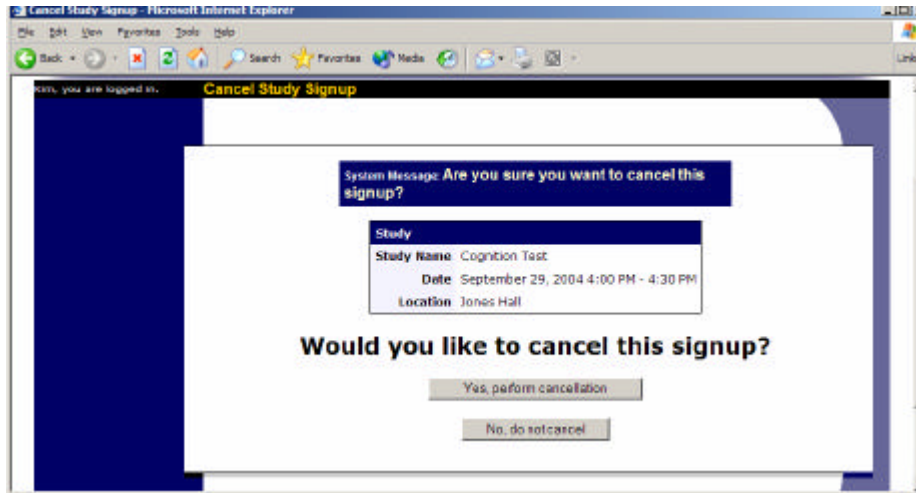 Cancel Study Signup - Microsoft Internet Explorer
File Edit View Favorites Tools Help
Back Search Favorites Media
Link
Kim, you are logged in. Cancel Study Signup
System Message: Are you sure you want to cancel this
signup?
Study
Study Name Cognition Test
Date September 29, 2004 4:00 PM - 4:30 PM
Location Jones Hall
Would you like to cancel this signup?
Yes, perform cancellation
No, do not cancel